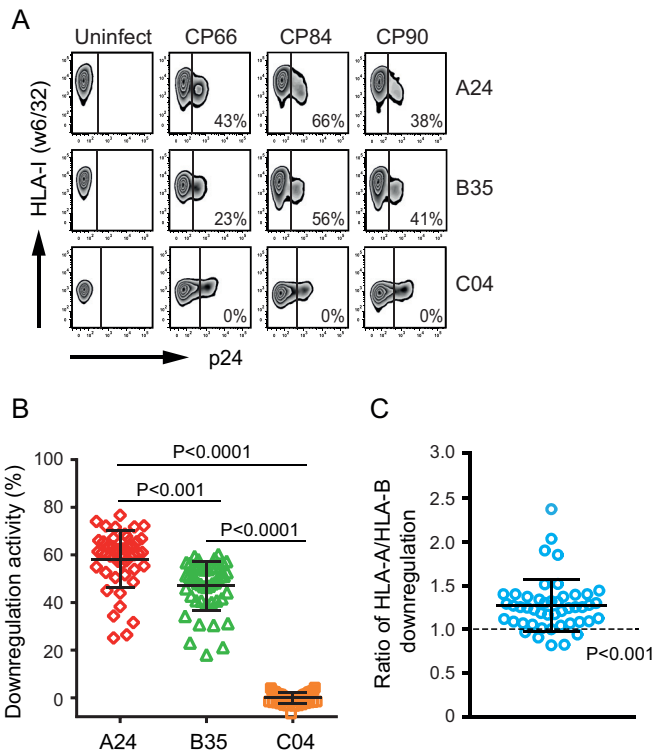 A
Uninfect CP66 CP84 CP90
HLA-I (w6/32)
43% 66% 38% A24
23% 56% 41% B35
0% 0% 0% C04
p24
B
Downregulation activity (%)
100
80
60
40
20
0
P<0.0001
P<0.001
P<0.0001
A24 B35 C04
C
Ratio of HLA-A/HLA-B
downregulation
3.0
2.5
2.0
1.5
1.0
0.5
0
P<0.001